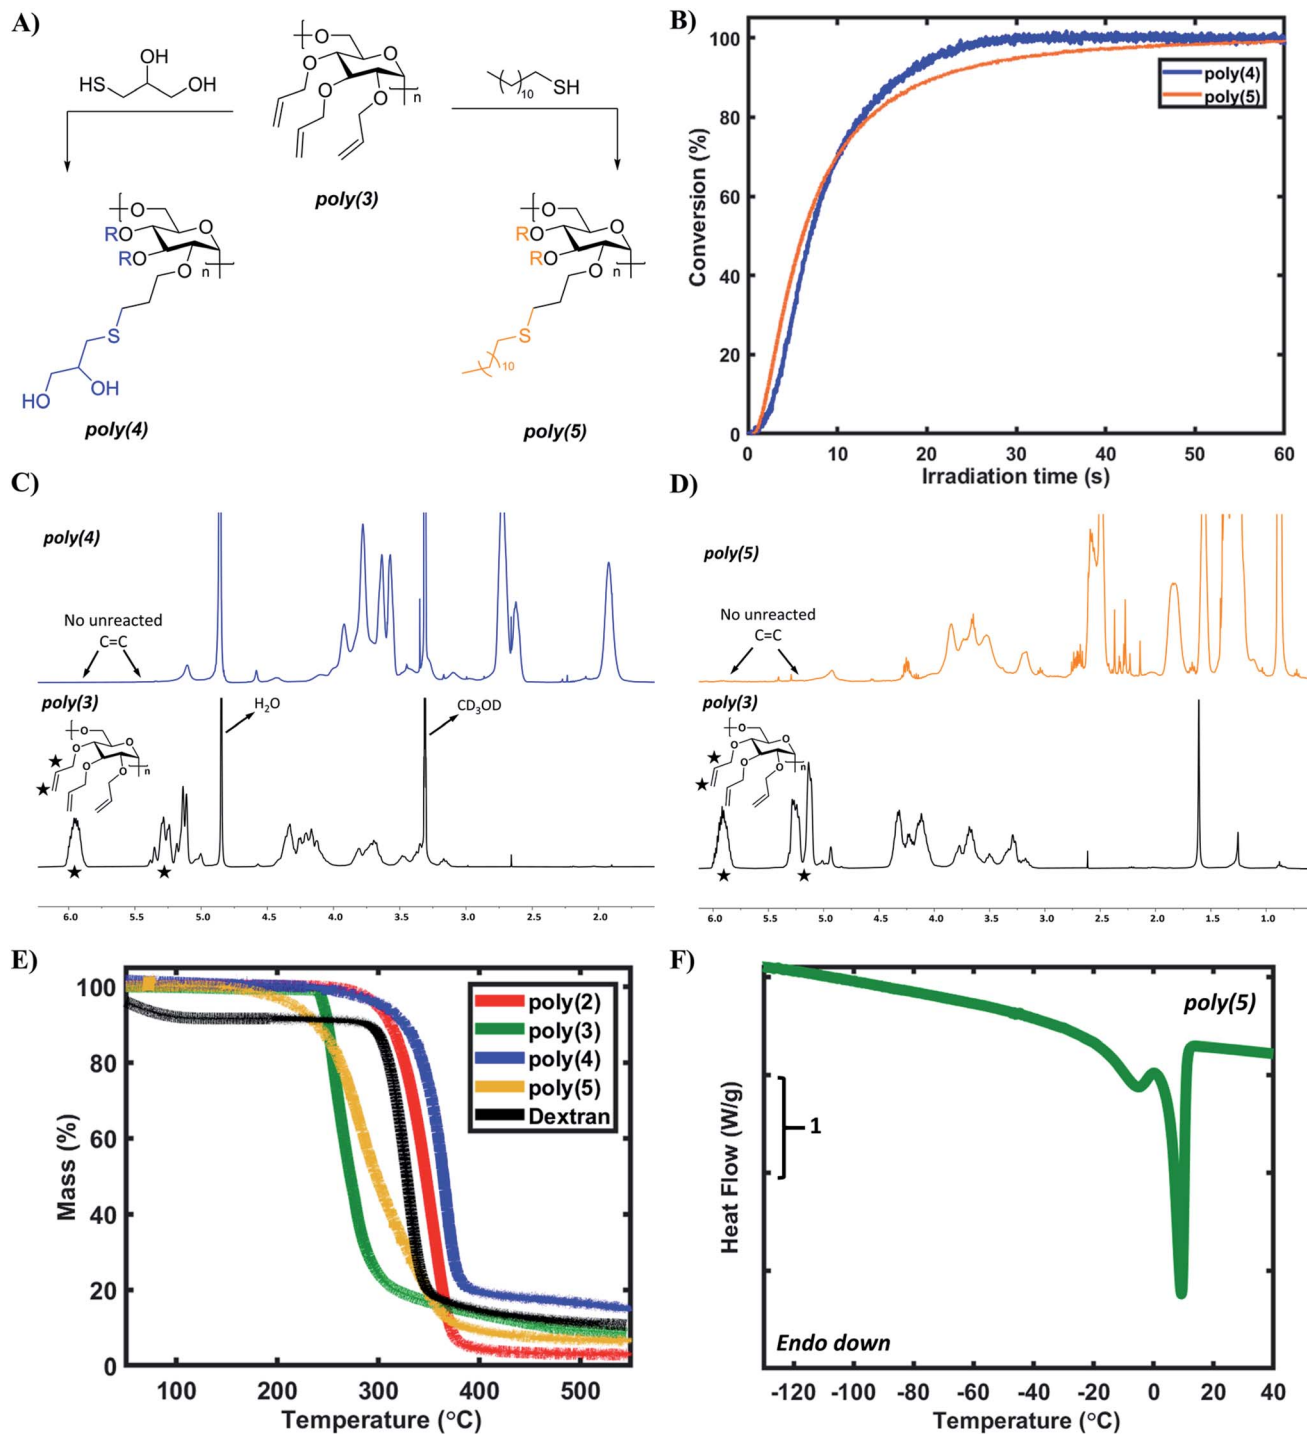 A)
HS
OH
OH
O
O
O
O
O
n
poly(3)
10
SH
O
O
RO
RO
O
n
S
HO
OH
poly(4)
O
O
RO
RO
O
n
S
10
poly(5)
B)
100
80
60
40
20
0
Conversion (%)
poly(4)
poly(5)
0 10 20 30 40 50 60
Irradiation time (s)
C)
poly(4)
No unreacted
C=C
poly(3)
H₂O
CD₃OD
O
O
O
O
O
n
★
★
★
★
6.0 5.5 5.0 4.5 4.0 3.5 3.0 2.5 2.0
D)
poly(5)
No unreacted
C=C
poly(3)
O
O
O
O
O
n
★
★
★
★
6.0 5.5 5.0 4.5 4.0 3.5 3.0 2.5 2.0 1.5 1.0
E)
100
80
60
40
20
0
Mass (%)
poly(2)
poly(3)
poly(4)
poly(5)
Dextran
100 200 300 400 500
Temperature (°C)
F)
poly(5)
Heat Flow (W/g)
1
Endo down
-120 -100 -80 -60 -40 -20 0 20 40
Temperature (°C)